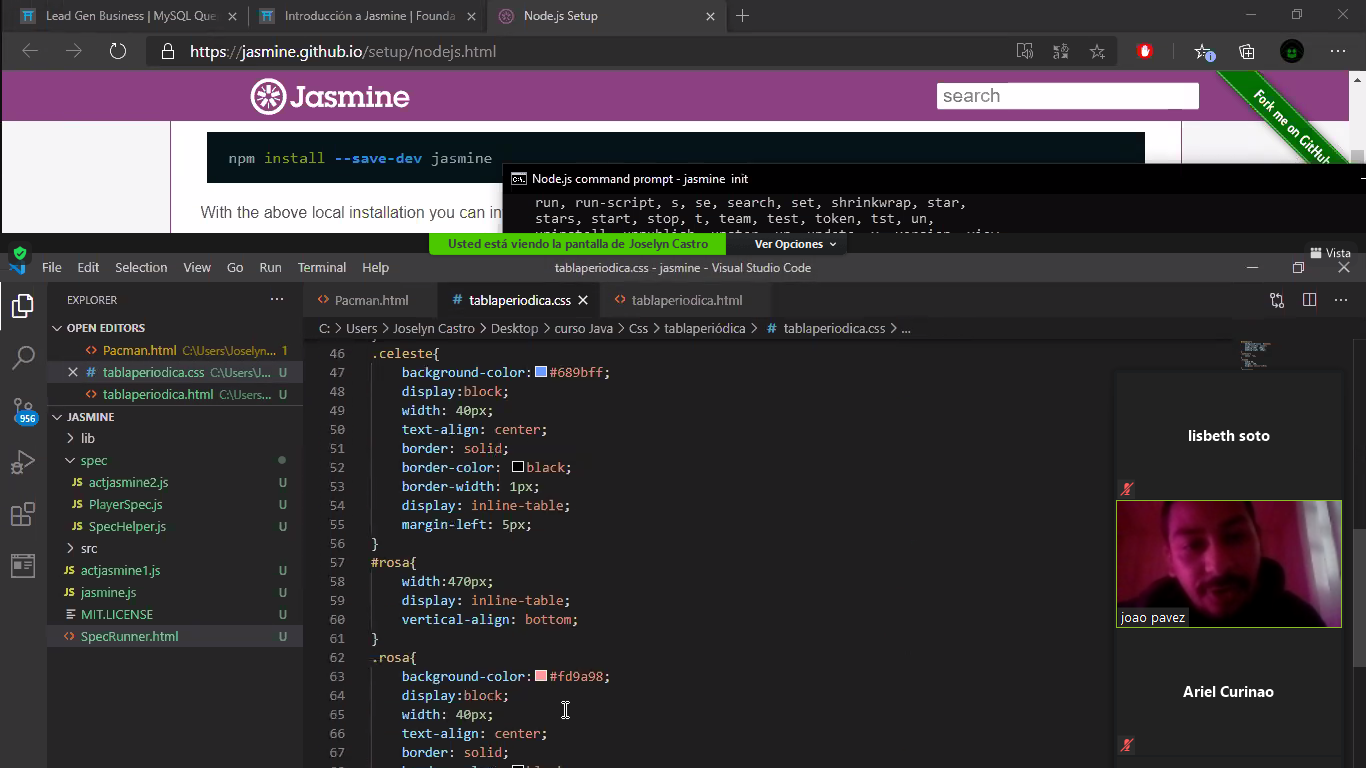 Lead Gen Business | MySQL Que
Introducción a Jasmine | Founda
Node.js Setup
https://jasmine.github.io/setup/nodejs.html
Jasmine
search
Fork me on GitHub
npm install --save-dev jasmine
With the above local installation you can in
Node.js command prompt - jasmine init
run, run-script, s, se, search, set, shrinkwrap, star,
stars, start, stop, t, team, test, token, tst, un,
uninstall, unpublish, unstar, up, update, v, version, view
Usted está viendo la pantalla de Joselyn Castro
Ver Opciones
Vista
File Edit Selection View Go Run Terminal Help
tablaperiodica.css - jasmine - Visual Studio Code
EXPLORER
Pacman.html
tablaperiodica.css
tablaperiodica.html
OPEN EDITORS
Pacman.html C:\Users\Joselyn... 1
tablaperiodica.css C:\Users\J... U
tablaperiodica.html C:\Users... U
956
JASMINE
lib
spec
actjasmine2.js U
PlayerSpec.js U
SpecHelper.js U
src
actjasmine1.js U
jasmine.js U
MIT.LICENSE U
SpecRunner.html U
C: > Users > Joselyn Castro > Desktop > curso Java > Css > tablaperiódica > # tablaperiodica.css > ...
46 .celeste{
47 background-color: #689bff;
48 display:block;
49 width: 40px;
50 text-align: center;
51 border: solid;
52 border-color: black;
53 border-width: 1px;
54 display: inline-table;
55 margin-left: 5px;
56 }
57 #rosa{
58 width:470px;
59 display: inline-table;
60 vertical-align: bottom;
61 }
62 .rosa{
63 background-color: #fd9a98;
64 display:block;
65 width: 40px;
66 text-align: center;
67 border: solid;
lisbeth soto
joao pavez
Ariel Curinao